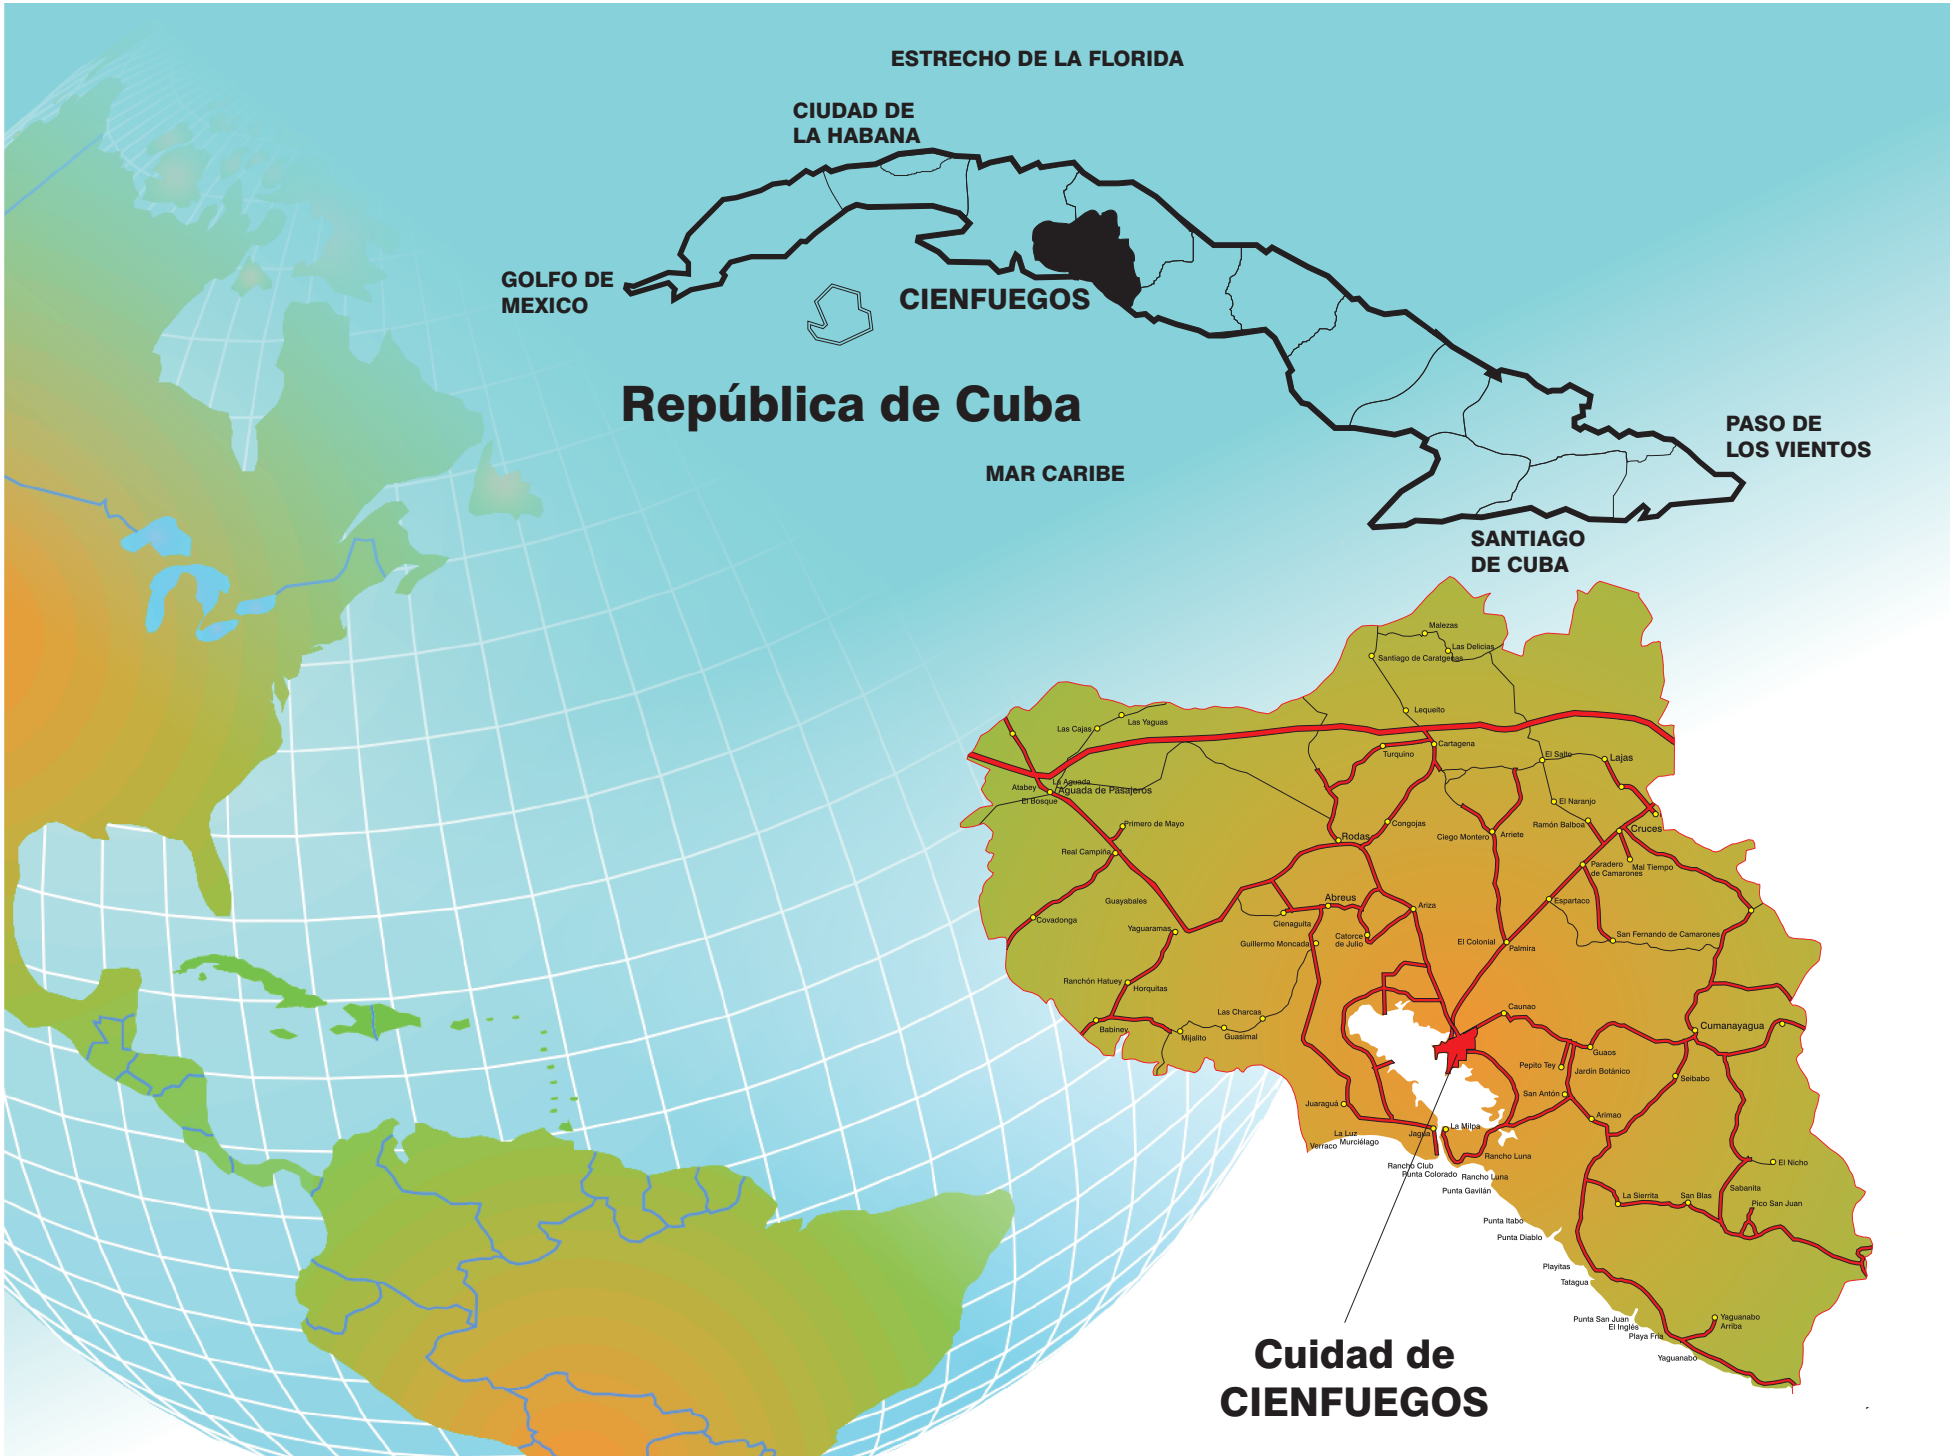 ESTRECHO DE LA FLORIDA
CIUDAD DE
LA HABANA
GOLFO DE
MEXICO
CIENFUEGOS
República de Cuba
MAR CARIBE
PASO DE
LOS VIENTOS
SANTIAGO
DE CUBA
Malezas
Las Delicias
Santiago de Caratgenas
Lequeito
Las Yaguas
Las Cajas
Cartagena
Turquino
El Salto
Lajas
La Aguada
Atabey
Aguada de Pasajeros
El Bosque
El Naranjo
Primero de Mayo
Congojas
Ramón Balboa
Cruces
Rodas
Ciego Montero
Arriete
Real Campiña
Paradero
de Camarones
Mal Tiempo
Guayabales
Abreus
Ariza
Espartaco
Covadonga
Cienaguita
Yaguaramas
Catorce
de Julio
Guillermo Moncada
El Colonial
Palmira
San Fernando de Camarones
Ranchón Hatuey
Horquitas
Las Charcas
Caunao
Babiney
Mijalito
Guasimal
Cumanayagua
Guaos
Pepito Tey
Jardín Botánico
Seibabo
San Antón
Juaraguá
Arimao
La Luz
Murciélago
Verraco
Jagua
La Milpa
Rancho Luna
Rancho Club
Punta Colorado
Rancho Luna
Punta Gavilán
El Nicho
Sabanita
La Sierrita
San Blas
Pico San Juan
Punta Itabo
Punta Diablo
Playitas
Tatagua
Punta San Juan
El Inglés
Playa Fria
Yaguanabo
Arriba
Yaguanabo
Cuidad de
CIENFUEGOS